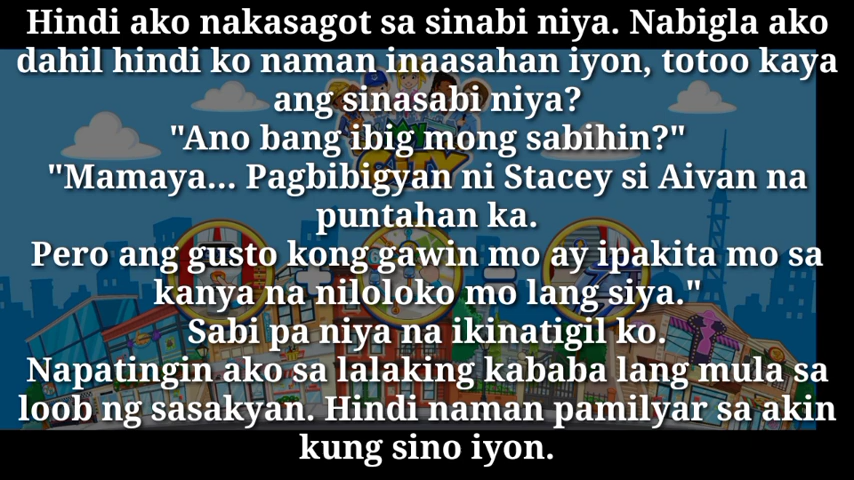 Hindi ako nakasagot sa sinabi niya. Nabigla ako
dahil hindi ko naman inaasahan iyon, totoo kaya
ang sinasabi niya?
"Ano bang ibig mong sabihin?"
"Mamaya... Pagbibigyan ni Stacey si Aivan na
puntahan ka.
Pero ang gusto kong gawin mo ay ipakita mo sa
kanya na niloloko mo lang siya."
Sabi pa niya na ikinatigil ko.
Napatingin ako sa lalaking kababa lang mula sa
loob ng sasakyan. Hindi naman pamilyar sa akin
kung sino iyon.
CITY